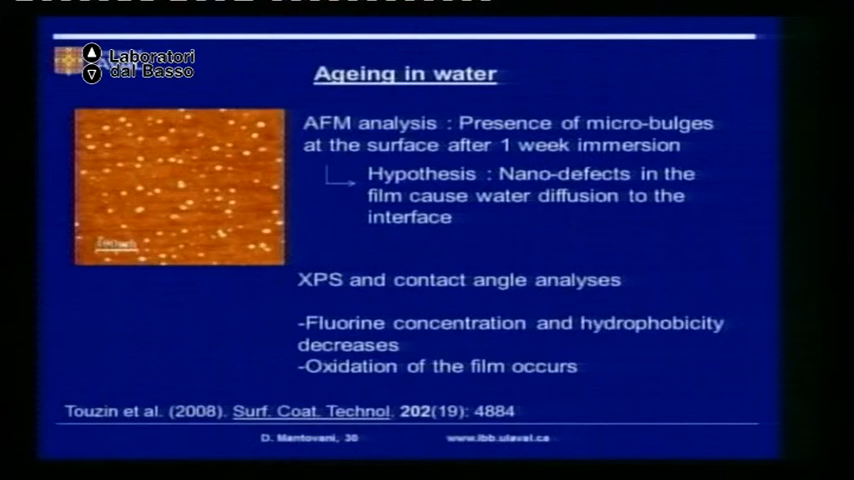 Laboratori
dal Basso
Ageing in water
AFM analysis : Presence of micro-bulges
at the surface after 1 week immersion
Hypothesis : Nano-defects in the
film cause water diffusion to the
interface
XPS and contact angle analyses
-Fluorine concentration and hydrophobicity
decreases
-Oxidation of the film occurs
Touzin et al. (2008). Surf. Coat. Technol. 202(19): 4884
D. Mantovani, 30
www.lbb.ulaval.ca